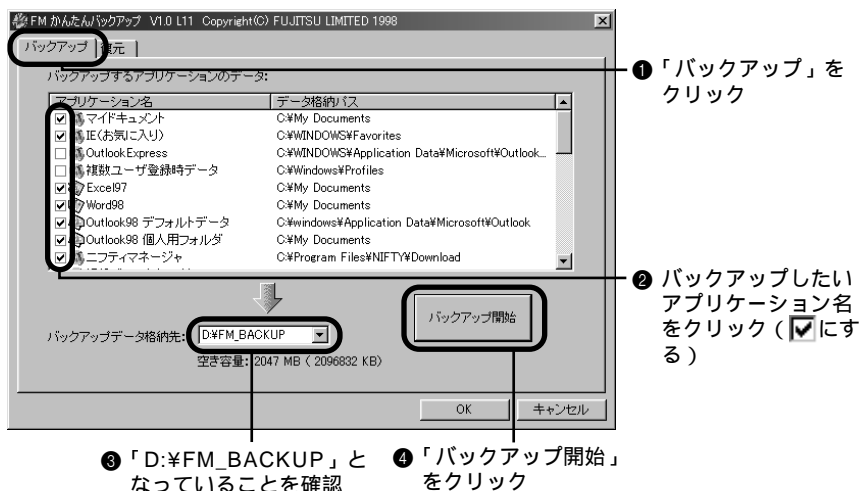 FM かんたんバックアップ V1.0 L11 Copyright(C) FUJITSU LIMITED 1998
バックアップ 復元
バックアップするアプリケーションのデータ:
アプリケーション名 データ格納パス
マイドキュメント C:¥My Documents
IE(お気に入り) C:¥WINDOWS¥Favorites
OutlookExpress C:¥WINDOWS¥Application Data¥Microsoft¥Outlook...
複数ユーザ登録時データ C:¥Windows¥Profiles
Excel97 C:¥My Documents
Word98 C:¥My Documents
Outlook98 デフォルトデータ C:¥windows¥Application Data¥Microsoft¥Outlook
Outlook98 個人用フォルダ C:¥My Documents
ニフティマネージャ C:¥Program Files¥NIFTY¥Download
バックアップデータ格納先: D:¥FM_BACKUP
バックアップ開始
空き容量: 2047 MB ( 2096832 KB)
OK キャンセル
❶「バックアップ」を
クリック
❷ バックアップしたい
アプリケーション名
をクリック(☑にす
る)
❸「D:¥FM_BACKUP」と
なっていることを確認
❹「バックアップ開始」
をクリック